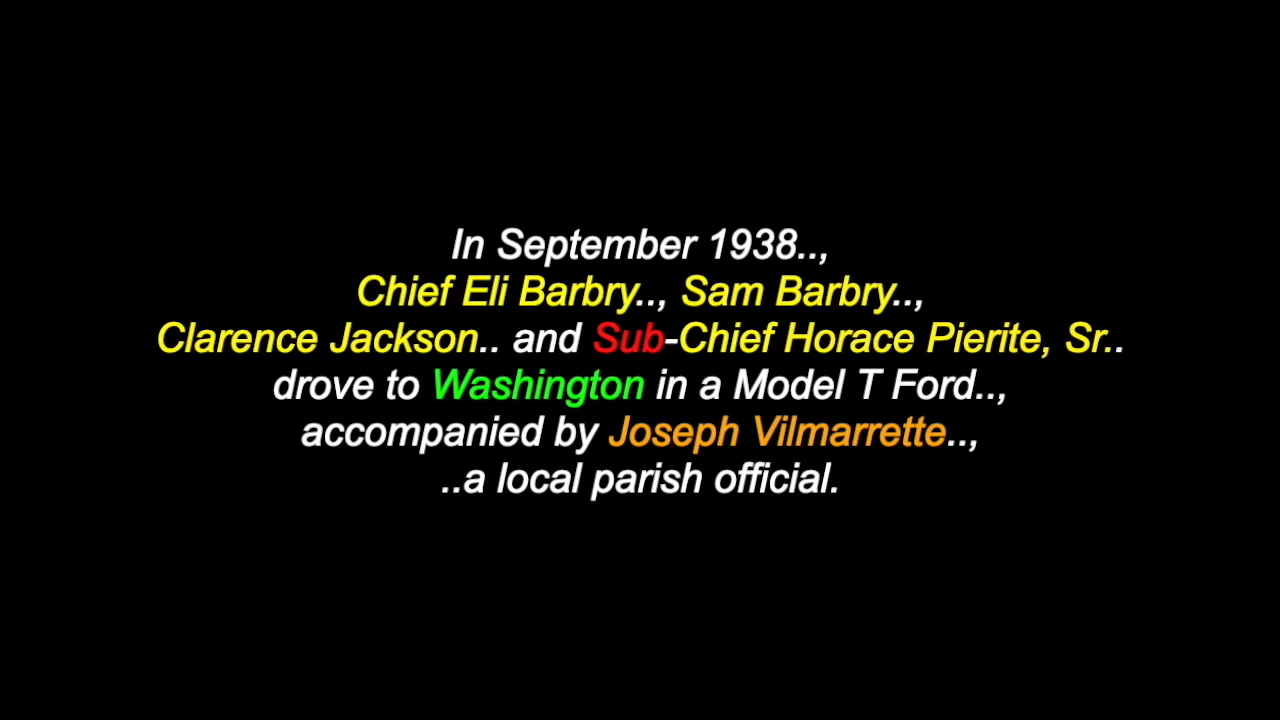 In September 1938..,
Chief Eli Barbry.., Sam Barbry..,
Clarence Jackson.. and Sub-Chief Horace Pierite, Sr..
drove to Washington in a Model T Ford..,
accompanied by Joseph Vilmarrette..,
..a local parish official.